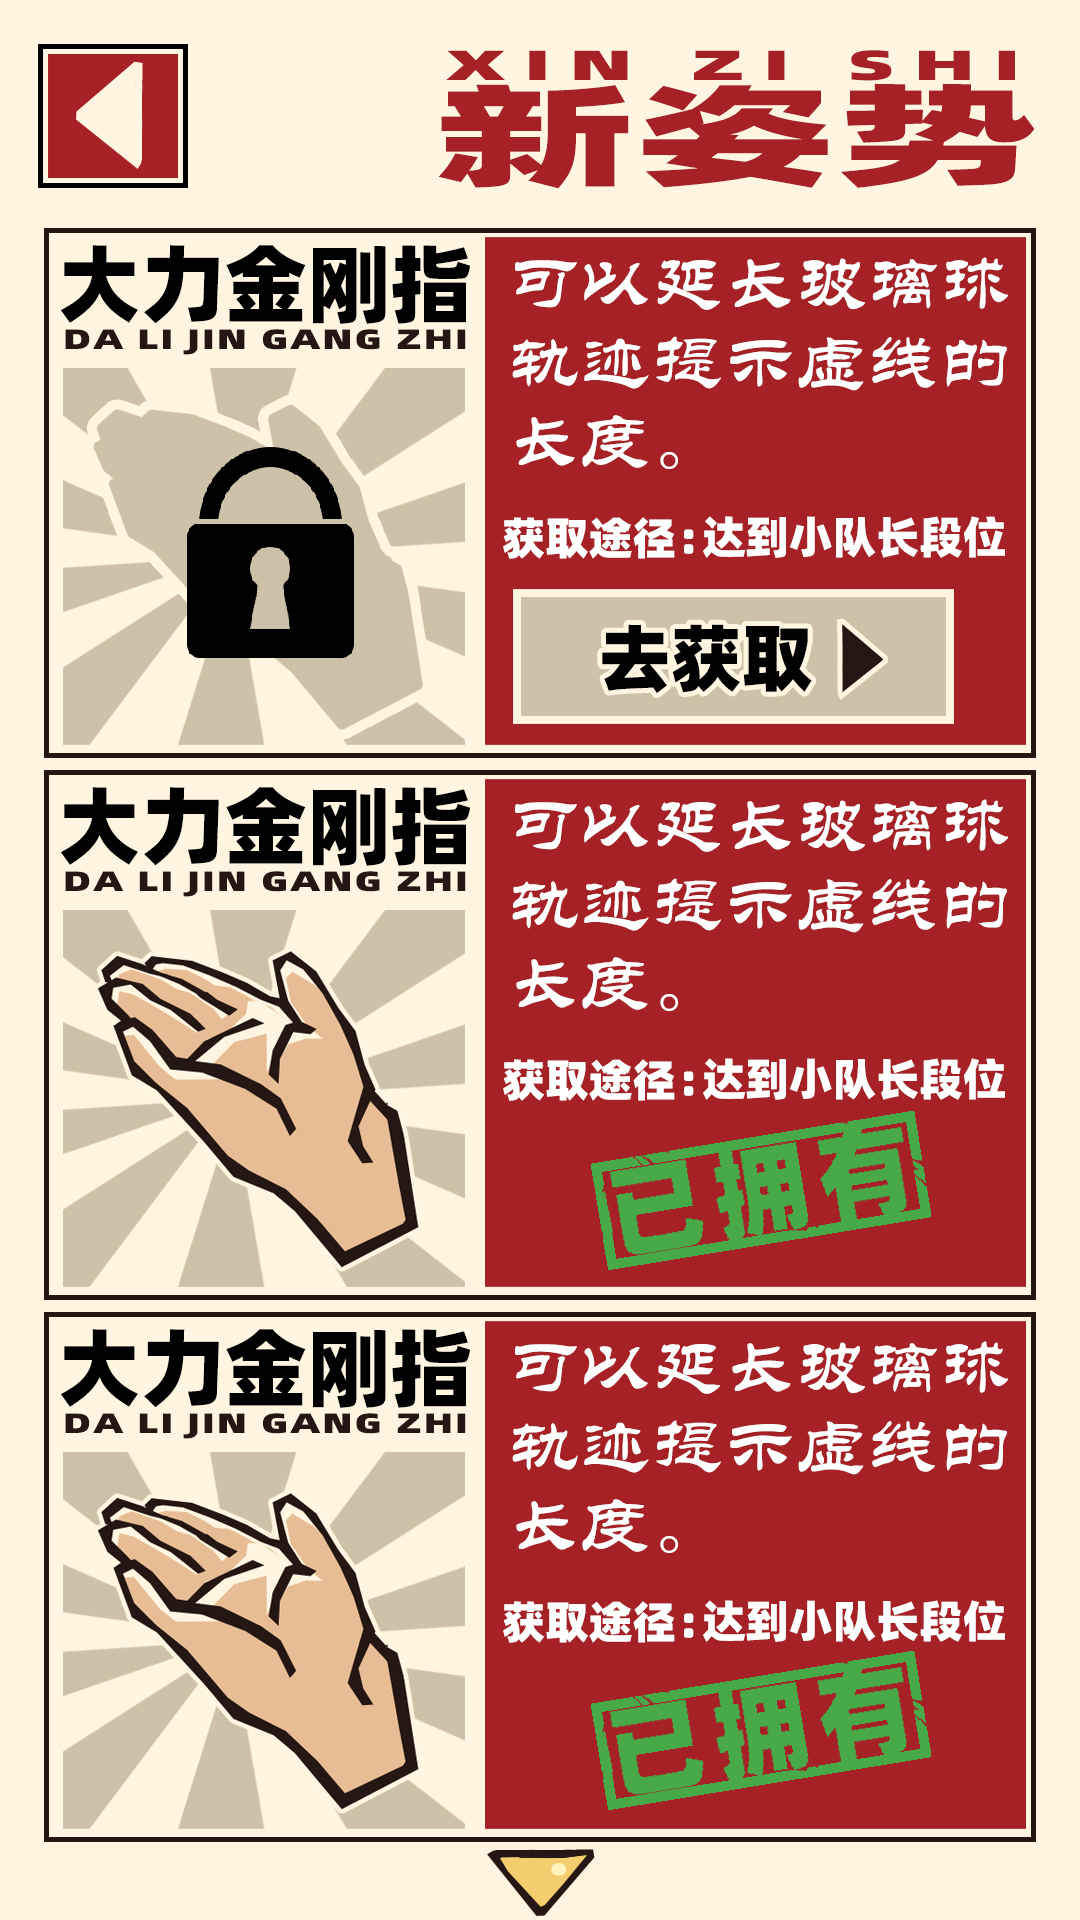 XIN ZI SHI
新姿势
大力金刚指
DA LI JIN GANG ZHI
可以延长玻璃球
轨迹提示虚线的
长度。
获取途径:达到小队长段位
去获取
大力金刚指
DA LI JIN GANG ZHI
可以延长玻璃球
轨迹提示虚线的
长度。
获取途径:达到小队长段位
已拥有
大力金刚指
DA LI JIN GANG ZHI
可以延长玻璃球
轨迹提示虚线的
长度。
获取途径:达到小队长段位
已拥有